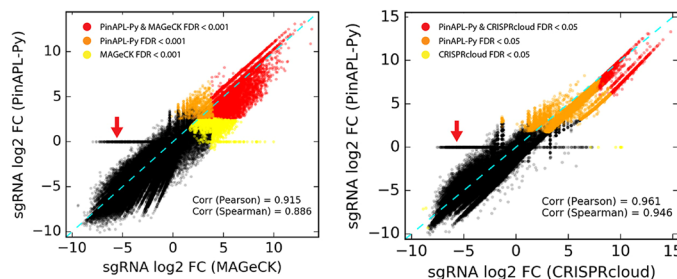 PinAPL-Py & MAGeCK FDR < 0.001
PinAPL-Py FDR < 0.001
MAGeCK FDR < 0.001
sgRNA log2 FC (PinAPL-Py)
10
5
0
−5
−10
Corr (Pearson) = 0.915
Corr (Spearman) = 0.886
−10 −5 0 5 10
sgRNA log2 FC (MAGeCK)
PinAPL-Py & CRISPRcloud FDR < 0.05
PinAPL-Py FDR < 0.05
CRISPRcloud FDR < 0.05
sgRNA log2 FC (PinAPL-Py)
15
10
5
0
−5
−10
Corr (Pearson) = 0.961
Corr (Spearman) = 0.946
−10 −5 0 5 10 15
sgRNA log2 FC (CRISPRcloud)